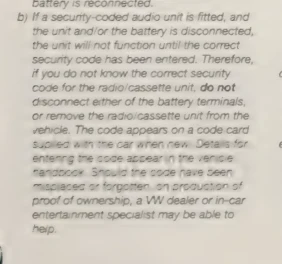 battery is reconnected.
b) If a security-coded audio unit is fitted, and
the unit and/or the battery is disconnected,
the unit will not function until the correct
security code has been entered. Therefore,
if you do not know the correct security
code for the radio/cassette unit, do not
disconnect either of the battery terminals,
or remove the radio/cassette unit from the
vehicle. The code appears on a code card
supplied with the car when new. Details for
entering the code appear in the vehicle
handbook. Should the code have been
misplaced or forgotten, on production of
proof of ownership, a VW dealer or in-car
entertainment specialist may be able to
help.